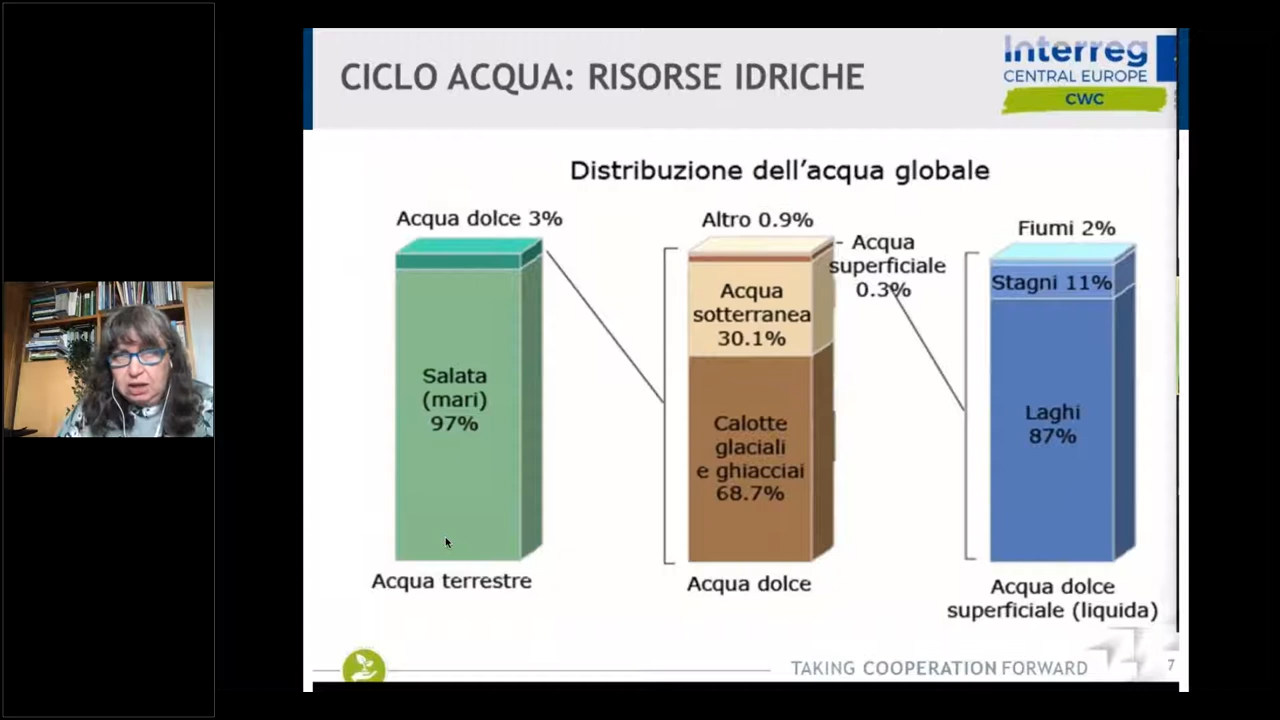 CICLO ACQUA: RISORSE IDRICHE
Interreg
CENTRAL EUROPE
CWC
Distribuzione dell’acqua globale
Acqua dolce 3%
Salata
(mari)
97%
Acqua terrestre
Altro 0.9%
- Acqua
superficiale
0.3%
Acqua
sotterranea
30.1%
Calotte
glaciali
e ghiacciai
68.7%
Acqua dolce
Fiumi 2%
Stagni 11%
Laghi
87%
Acqua dolce
superficiale (liquida)
TAKING COOPERATION FORWARD
7